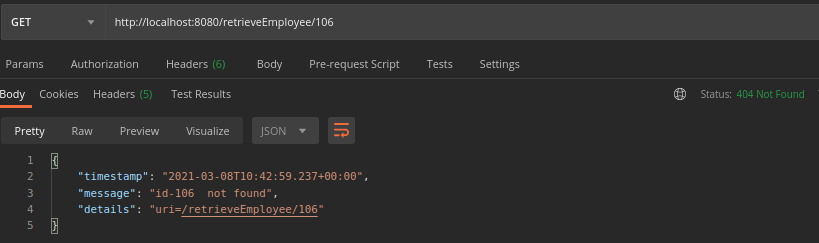 GET http://localhost:8080/retrieveEmployee/106
Params Authorization Headers (6) Body Pre-request Script Tests Settings
Body Cookies Headers (5) Test Results Status: 404 Not Found
Pretty Raw Preview Visualize JSON
1 {
2 "timestamp": "2021-03-08T10:42:59.237+00:00",
3 "message": "id-106  not found",
4 "details": "uri=/retrieveEmployee/106"
5 }